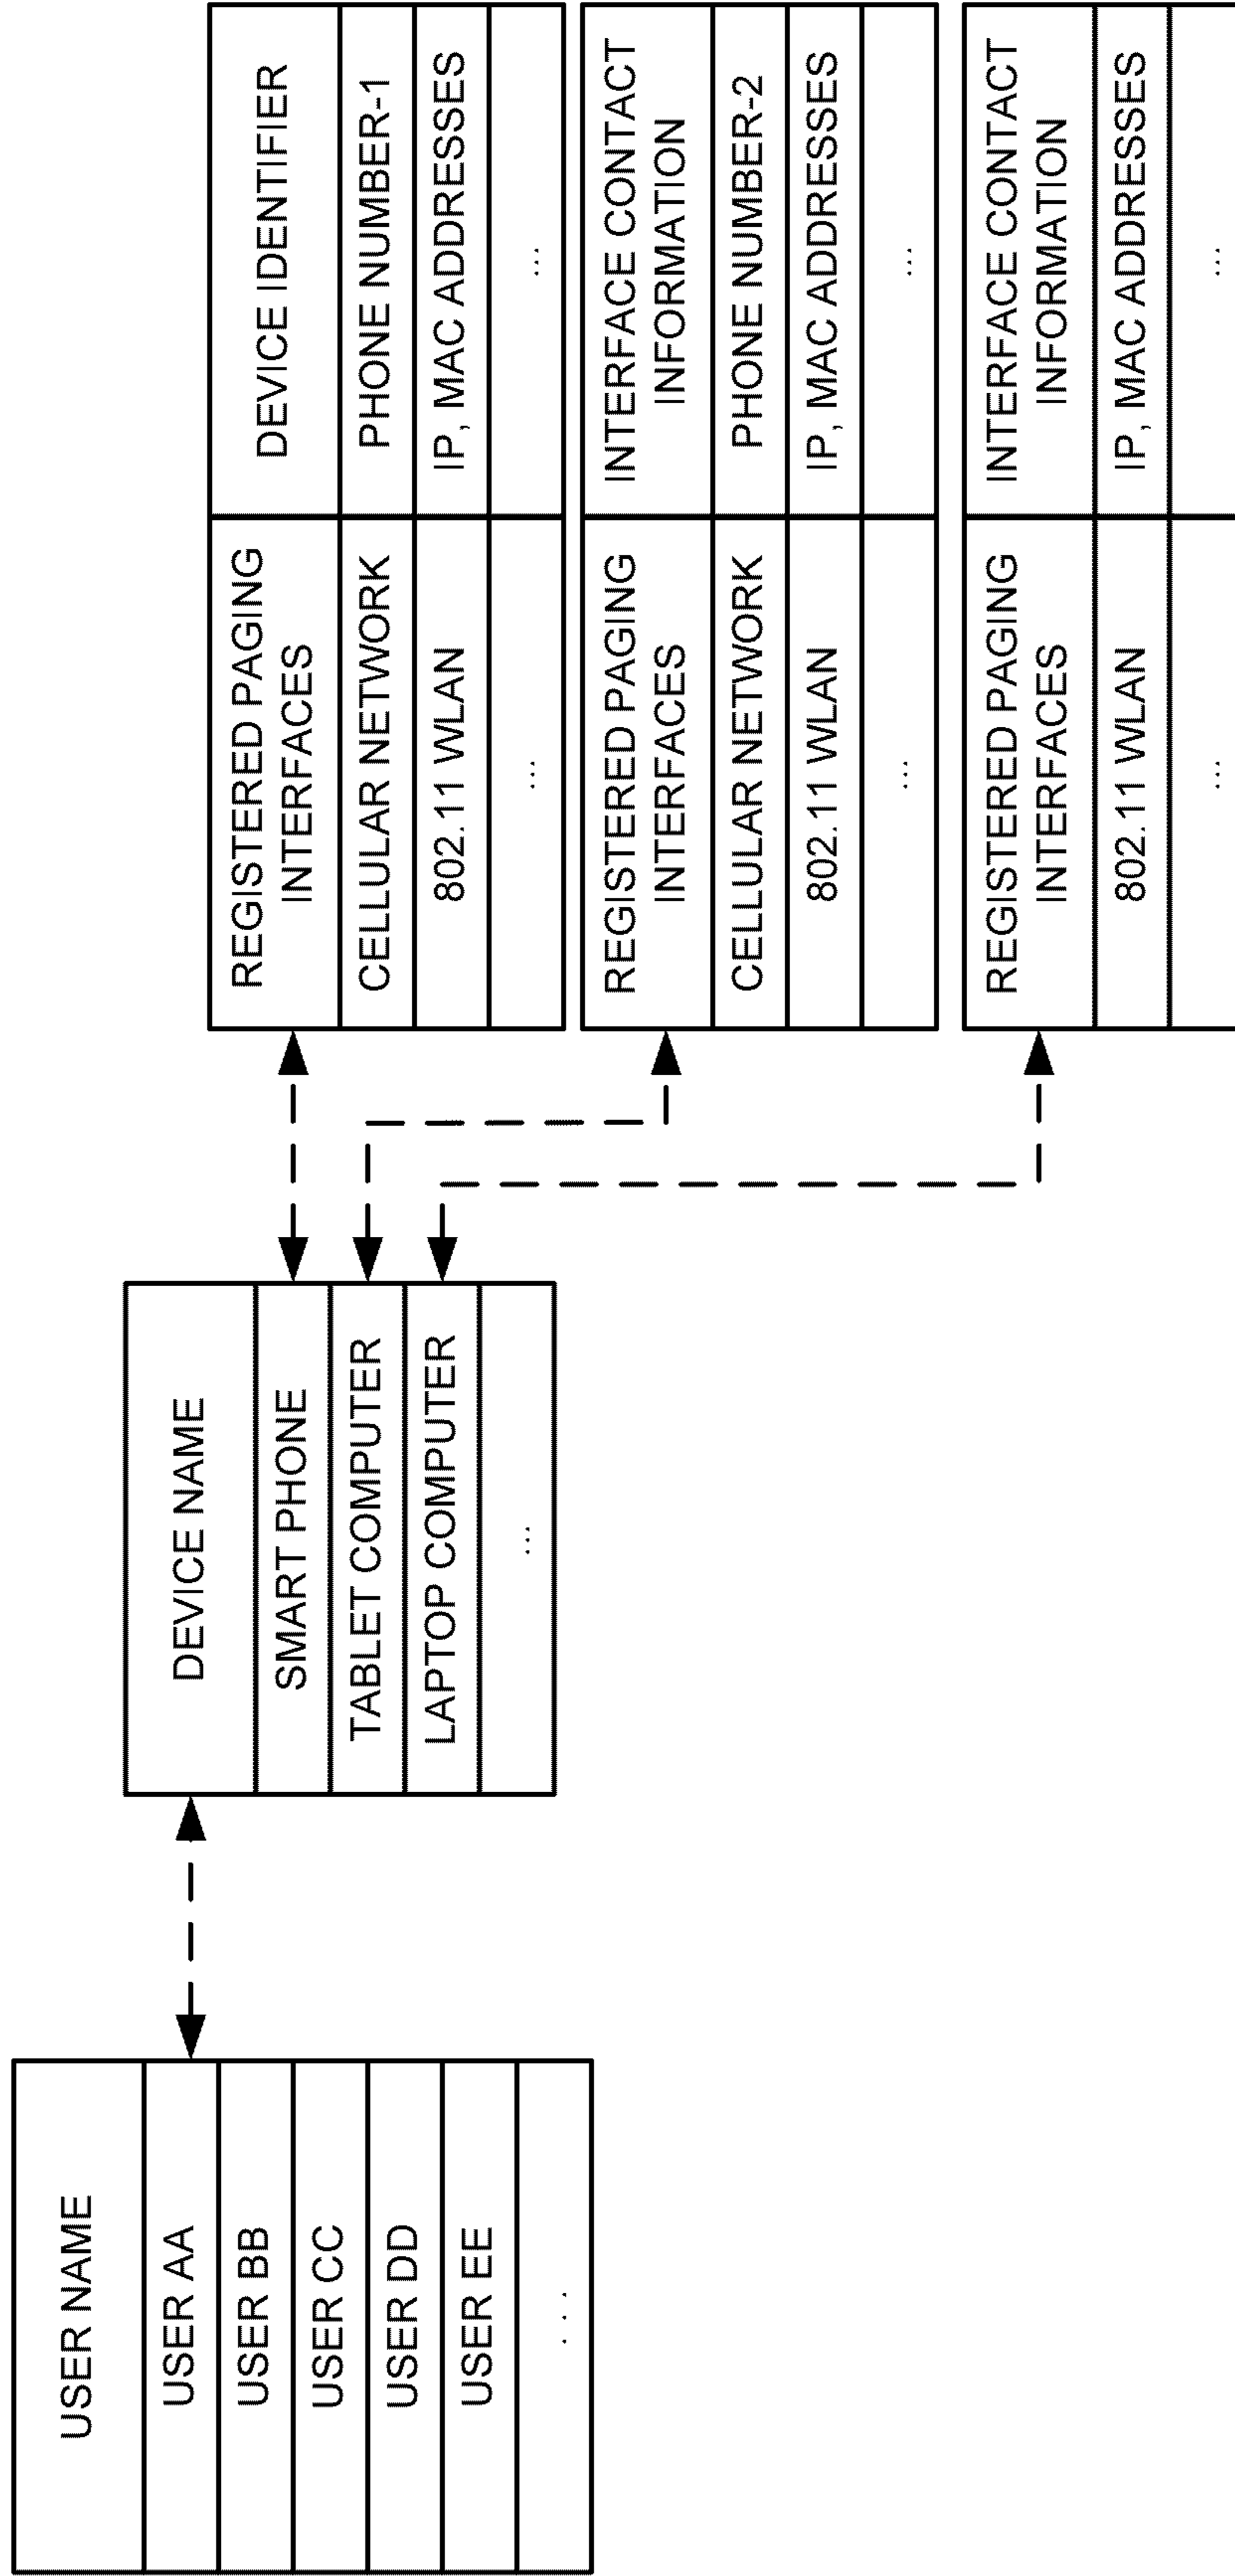 USER NAME
USER AA
USER BB
USER CC
USER DD
USER EE
...
DEVICE NAME
SMART PHONE
TABLET COMPUTER
LAPTOP COMPUTER
...
REGISTERED PAGING
INTERFACES
DEVICE IDENTIFIER
CELLULAR NETWORK
PHONE NUMBER-1
802.11 WLAN
IP, MAC ADDRESSES
...
...
REGISTERED PAGING
INTERFACES
INTERFACE CONTACT
INFORMATION
CELLULAR NETWORK
PHONE NUMBER-2
802.11 WLAN
IP, MAC ADDRESSES
...
...
REGISTERED PAGING
INTERFACES
INTERFACE CONTACT
INFORMATION
802.11 WLAN
IP, MAC ADDRESSES
...
...